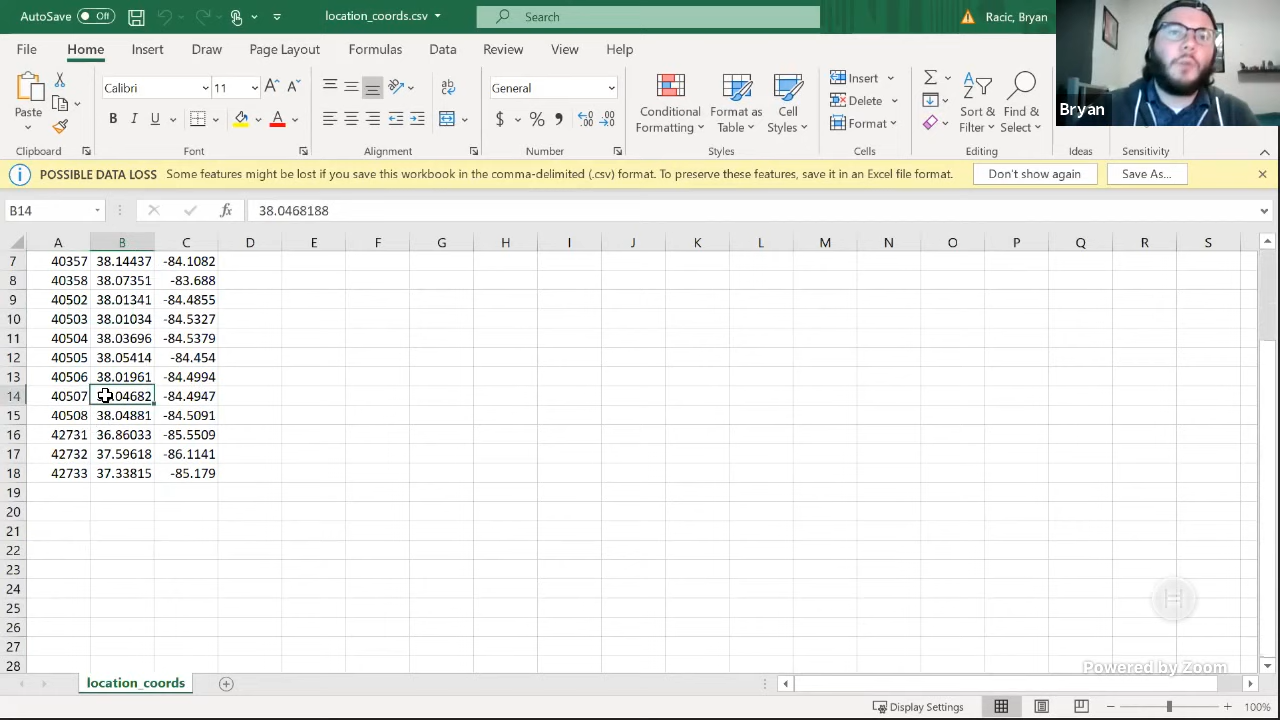 AutoSave Off location_coords.csv Search Racic, Bryan
File Home Insert Draw Page Layout Formulas Data Review View Help
Paste Calibri 11 General Conditional Formatting Format as Table Cell Styles Insert Delete Format Sort & Filter Find & Select Bryan
Clipboard Font Alignment Number Styles Cells Editing Ideas Sensitivity
POSSIBLE DATA LOSS Some features might be lost if you save this workbook in the comma-delimited (.csv) format. To preserve these features, save it in an Excel file format. Don't show again Save As...
B14 fx 38.0468188
A B C D E F G H I J K L M N O P Q R S
7 40357 38.14437 -84.1082
8 40358 38.07351 -83.688
9 40502 38.01341 -84.4855
10 40503 38.01034 -84.5327
11 40504 38.03696 -84.5379
12 40505 38.05414 -84.454
13 40506 38.01961 -84.4994
14 40507 .04682 -84.4947
15 40508 38.04881 -84.5091
16 42731 36.86033 -85.5509
17 42732 37.59618 -86.1141
18 42733 37.33815 -85.179
19
20
21
22
23
24
25
26
27
28
H
Powered by Zoom
location_coords
Display Settings 100%